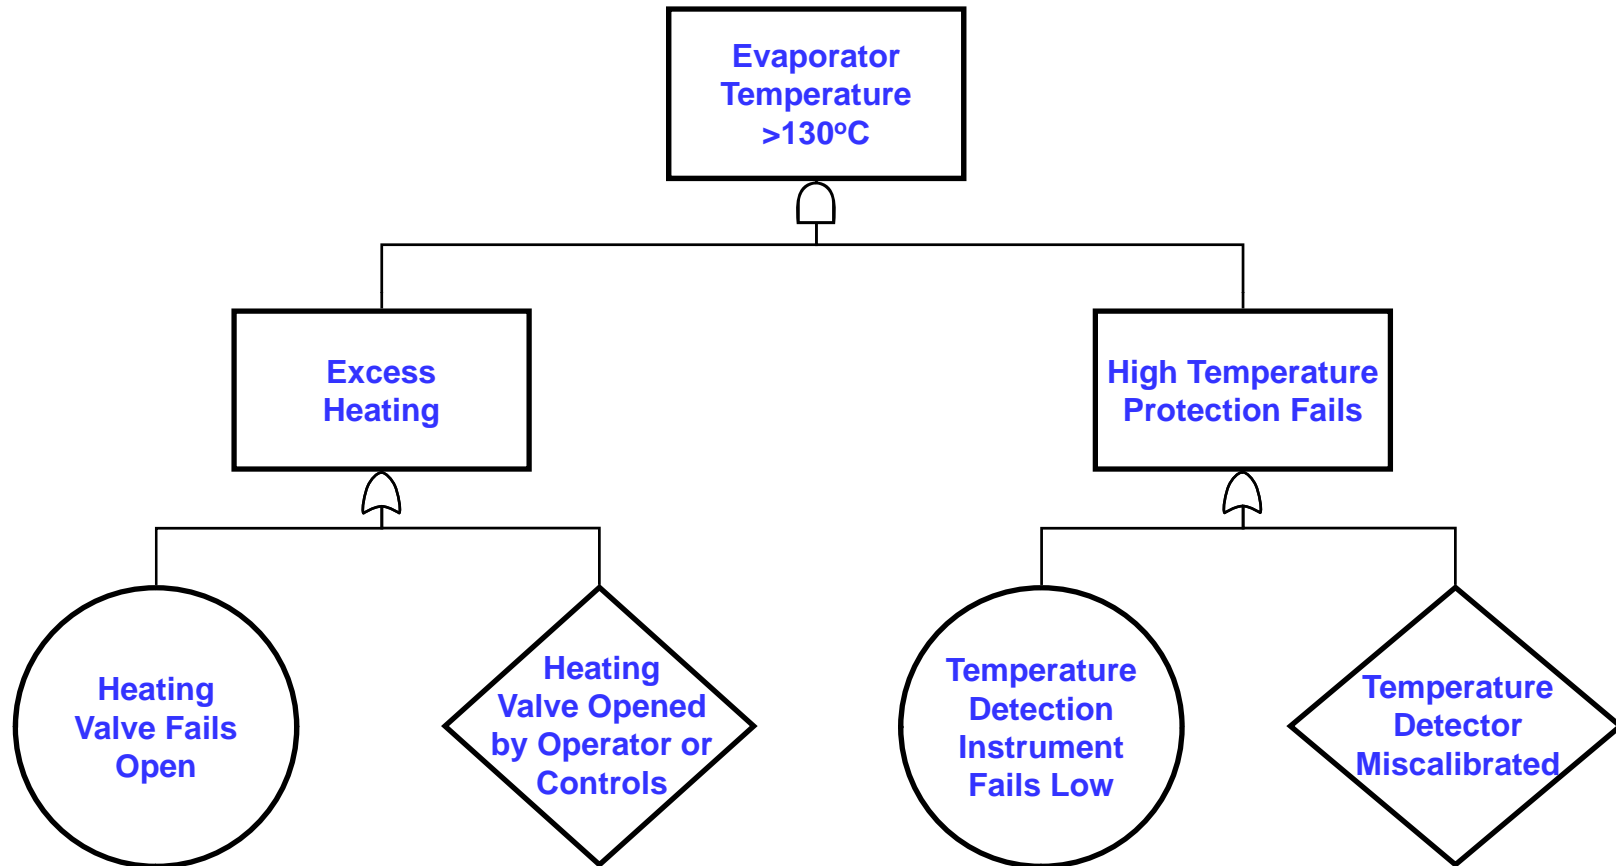 Evaporator
Temperature
>130ºC
Excess
Heating
High Temperature
Protection Fails
Heating
Valve Fails
Open
Heating
Valve Opened
by Operator or
Controls
Temperature
Detection
Instrument
Fails Low
Temperature
Detector
Miscalibrated